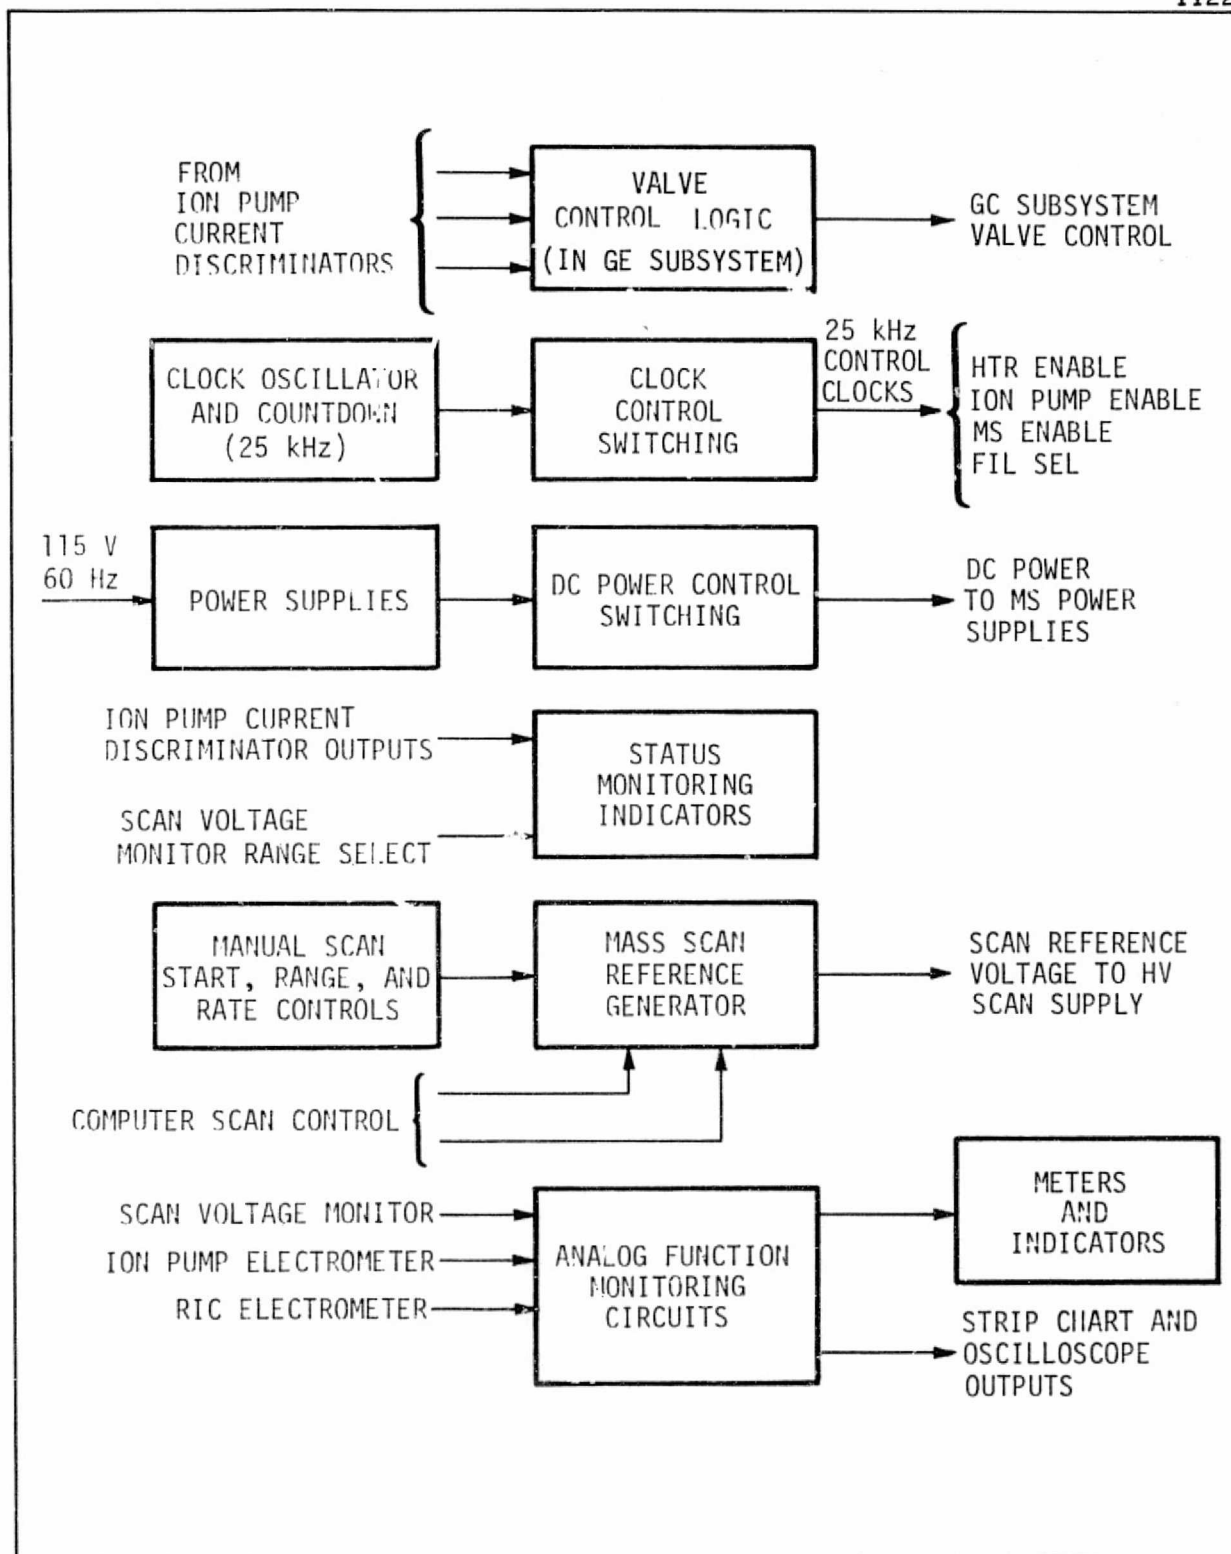 FROM
ION PUMP
CURRENT
DISCRIMINATORS
VALVE
CONTROL LOGIC
(IN GE SUBSYSTEM)
GC SUBSYSTEM
VALVE CONTROL
CLOCK OSCILLATOR
AND COUNTDOWN
(25 kHz)
CLOCK
CONTROL
SWITCHING
25 kHz
CONTROL
CLOCKS
HTR ENABLE
ION PUMP ENABLE
MS ENABLE
FIL SEL
115 V
60 Hz
POWER SUPPLIES
DC POWER CONTROL
SWITCHING
DC POWER
TO MS POWER
SUPPLIES
ION PUMP CURRENT
DISCRIMINATOR OUTPUTS
SCAN VOLTAGE
MONITOR RANGE SELECT
STATUS
MONITORING
INDICATORS
MANUAL SCAN
START, RANGE, AND
RATE CONTROLS
MASS SCAN
REFERENCE
GENERATOR
SCAN REFERENCE
VOLTAGE TO HV
SCAN SUPPLY
COMPUTER SCAN CONTROL
SCAN VOLTAGE MONITOR
ION PUMP ELECTROMETER
RIC ELECTROMETER
ANALOG FUNCTION
MONITORING
CIRCUITS
METERS
AND
INDICATORS
STRIP CHART AND
OSCILLOSCOPE
OUTPUTS